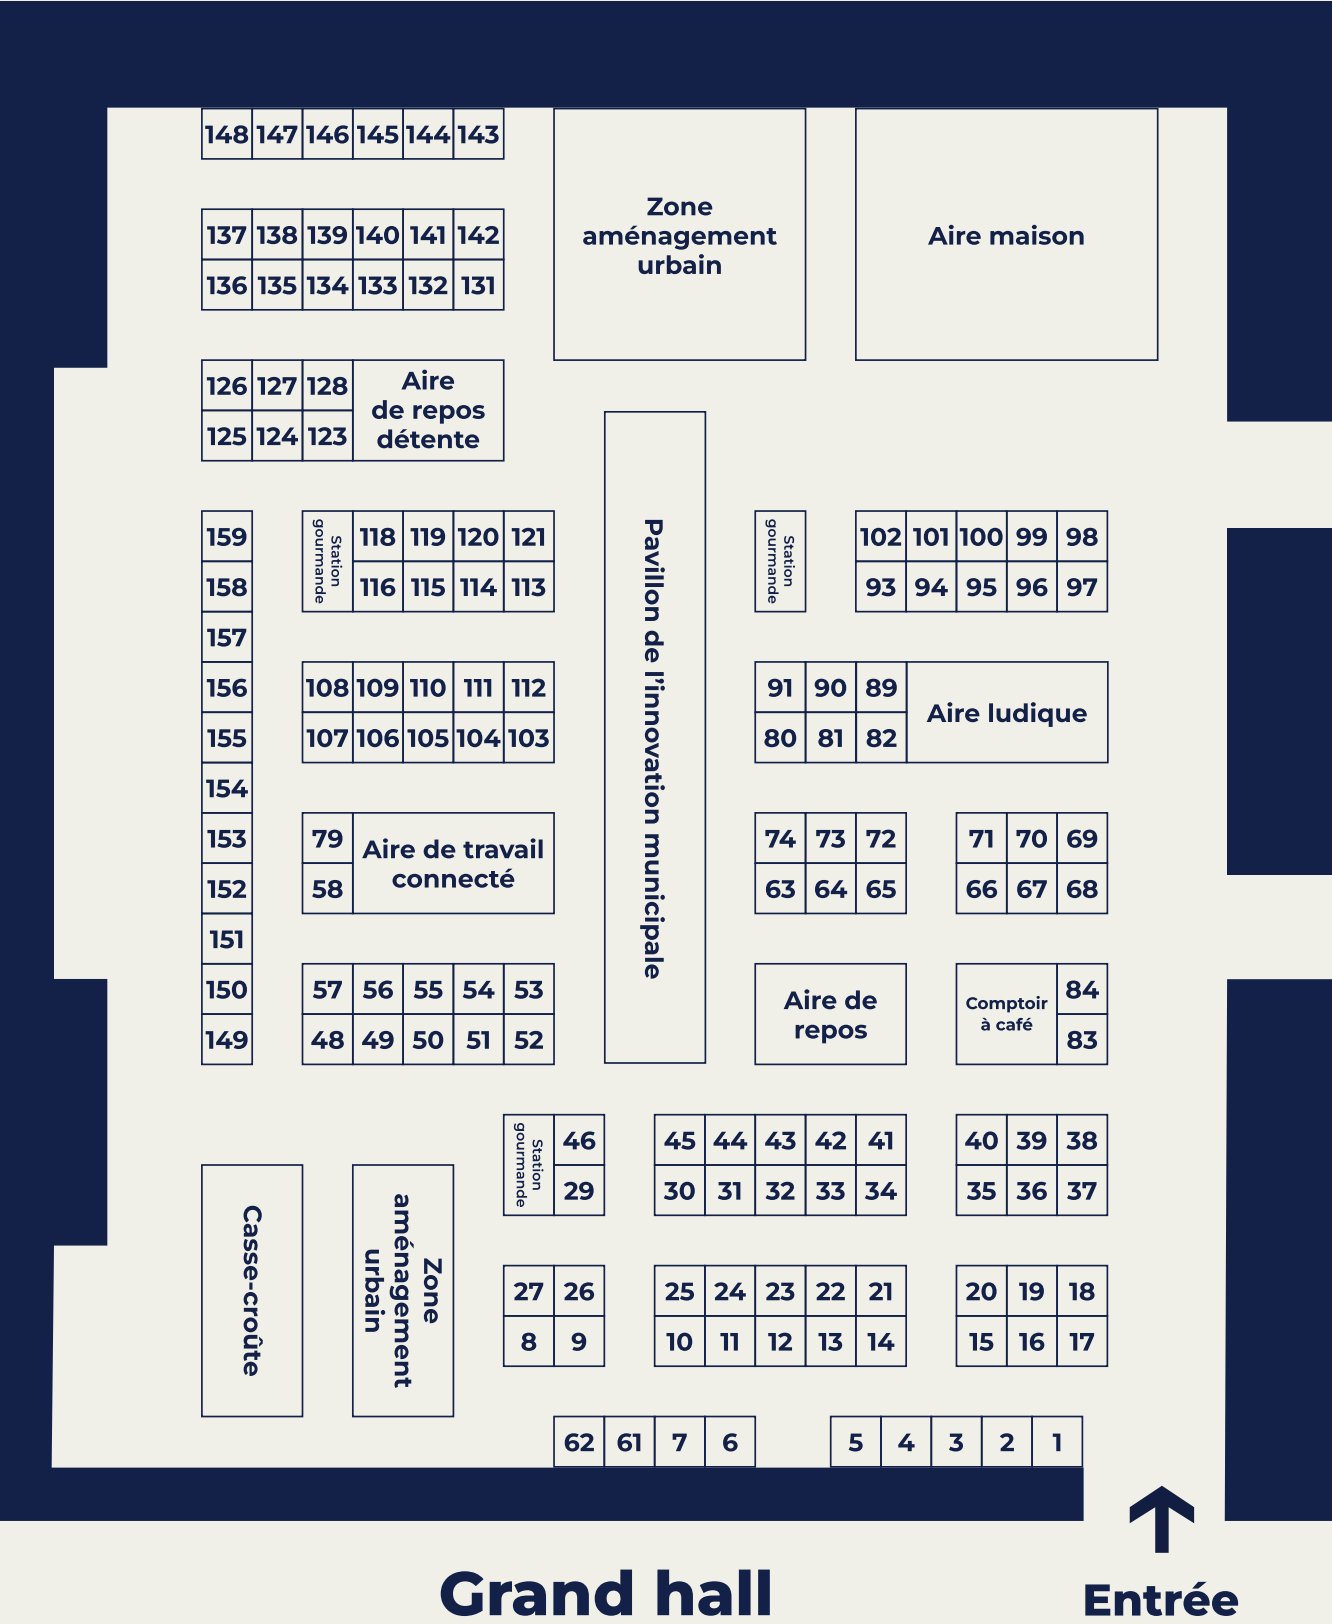 148 147 146 145 144 143
Zone
aménagement
urbain
Aire maison
137 138 139 140 141 142
136 135 134 133 132 131
126 127 128
125 124 123
Aire
de repos
détente
159
158
157
156
155
154
153
152
151
150
149
Station
gourmande
118 119 120 121
116 115 114 113
108 109 110 111 112
107 106 105 104 103
79
58
Aire de travail
connecté
57 56 55 54 53
48 49 50 51 52
Pavillon de l’innovation municipale
Station
gourmande
102 101 100 99 98
93 94 95 96 97
91 90 89
80 81 82
Aire ludique
74 73 72
63 64 65
71 70 69
66 67 68
Aire de
repos
Comptoir
à café
84
83
Station
gourmande
46
29
45 44 43 42 41
30 31 32 33 34
40 39 38
35 36 37
Casse-croûte
Zone
aménagement
urbain
27 26
8 9
25 24 23 22 21
10 11 12 13 14
20 19 18
15 16 17
62 61 7 6
5 4 3 2 1
Grand hall
Entrée